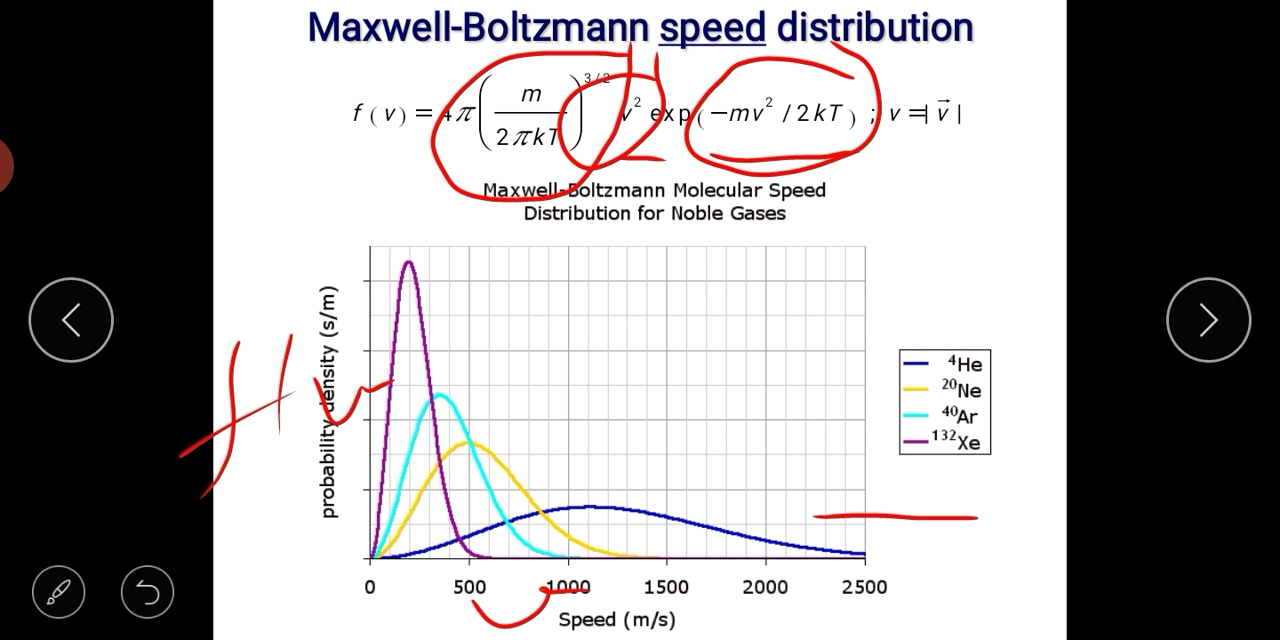 Maxwell-Boltzmann speed distribution
f ( v ) = 4π ( m / 2πkT )^3/2 v² exp ( −mv² / 2kT ) ; v =| v⃗ |
Maxwell-Boltzmann Molecular Speed
Distribution for Noble Gases
probability density (s/m)
⁴He
²⁰Ne
⁴⁰Ar
¹³²Xe
0 500 1000 1500 2000 2500
Speed (m/s)